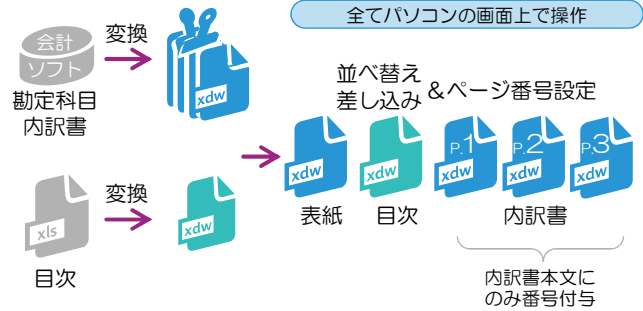 全てパソコンの画面上で操作
会計
ソフト
変換
xdw
勘定科目
内訳書
並べ替え
差し込み
&ページ番号設定
xls
変換
xdw
目次
xdw
xdw
P.1
xdw
P.2
xdw
P.3
xdw
表紙
目次
内訳書
内訳書本文に
のみ番号付与